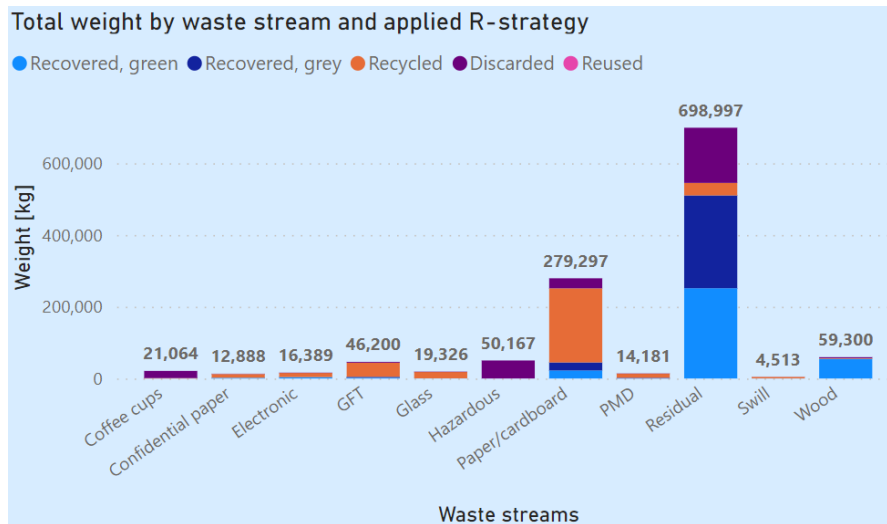 Total weight by waste stream and applied R-strategy
Recovered, green Recovered, grey Recycled Discarded Reused
698,997
600,000
400,000
279,297
200,000
21,064 12,888 16,389 46,200 19,326 50,167 14,181 4,513 59,300
0
Weight [kg]
Coffee cups
Confidential paper
Electronic
GFT
Glass
Hazardous
Paper/cardboard
PMD
Residual
Swill
Wood
Waste streams